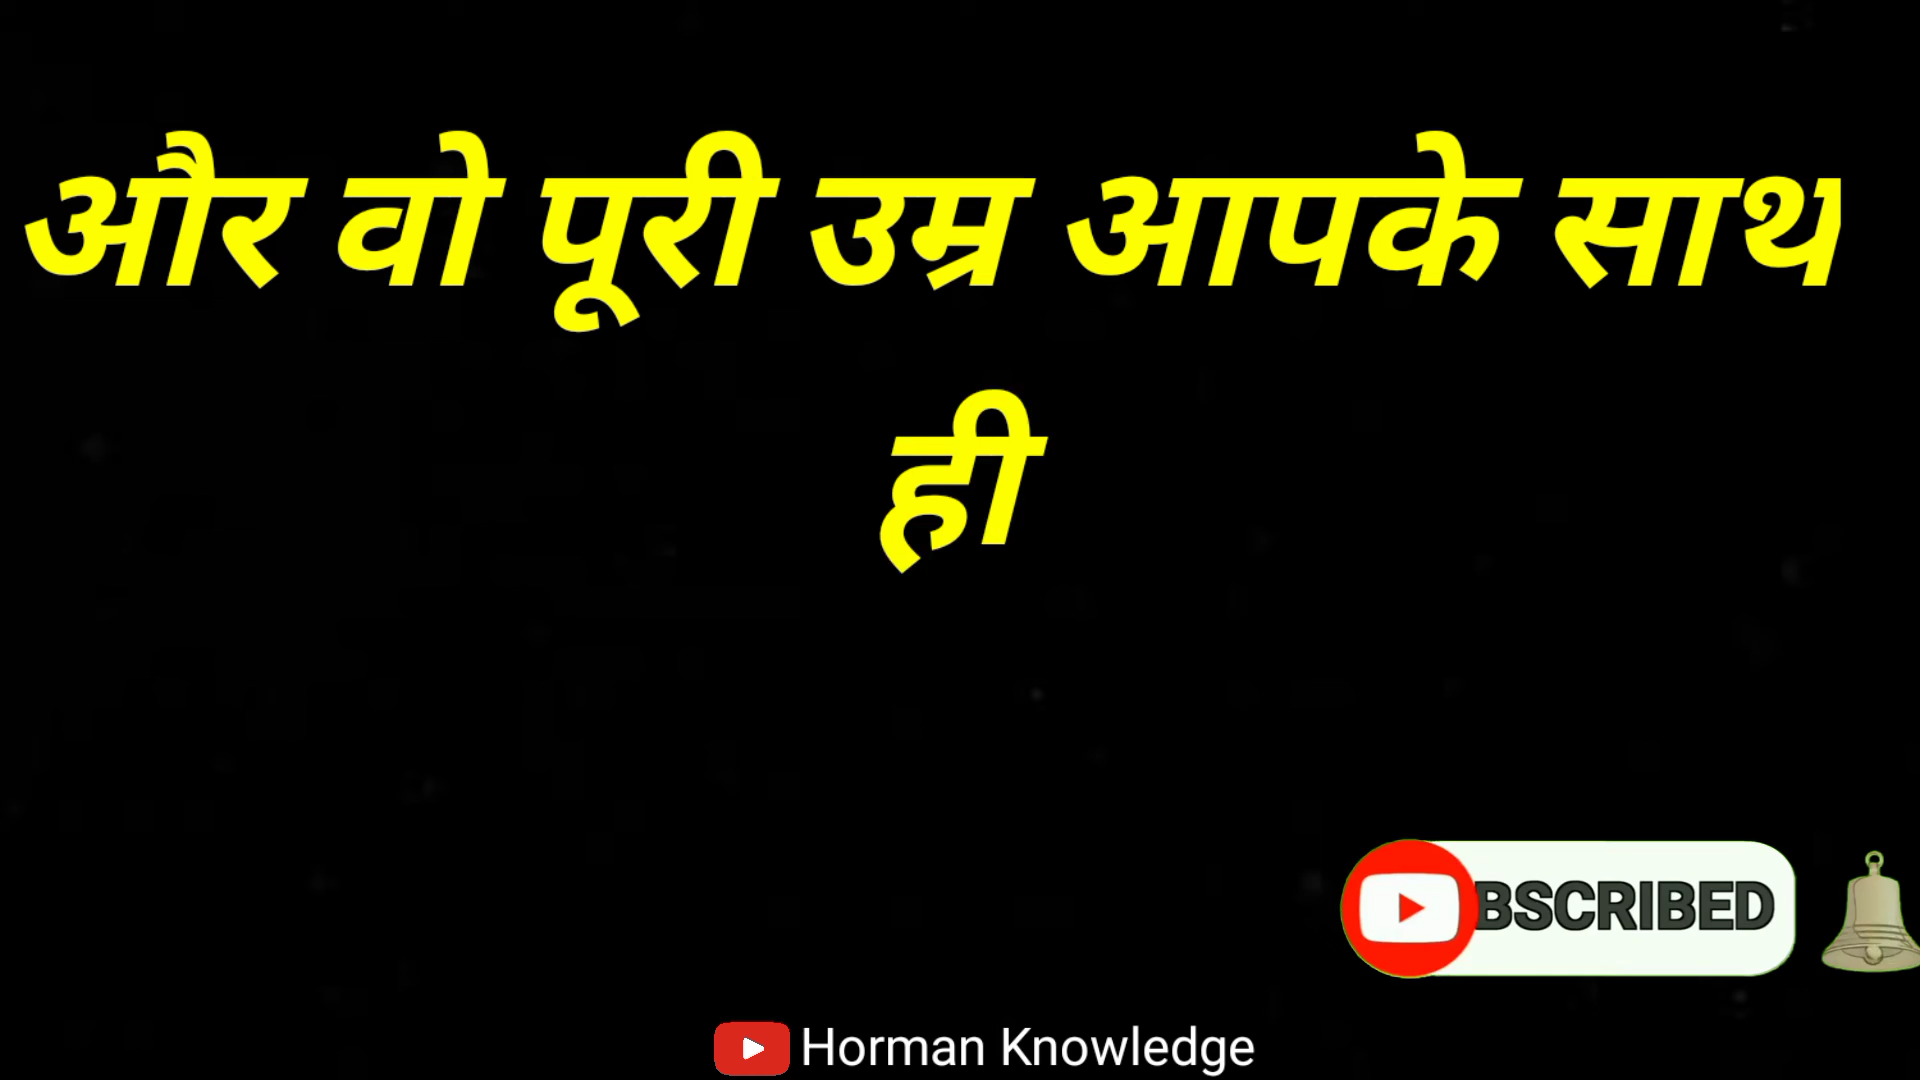 और वो पूरी उम्र आपके साथ
ही
BSCRIBED
Horman Knowledge